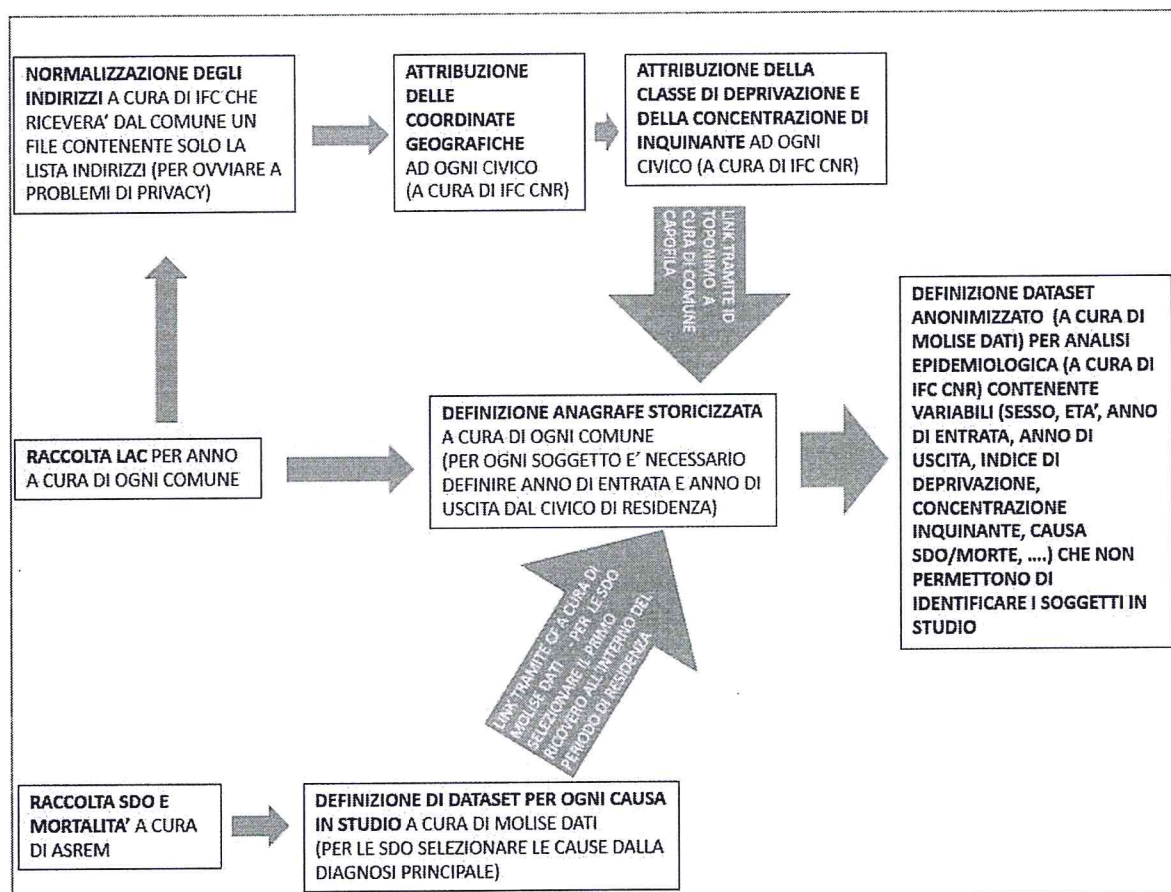 NORMALIZZAZIONE DEGLI
INDIRIZZI A CURA DI IFC CHE
RICEVERA' DAL COMUNE UN
FILE CONTENENTE SOLO LA
LISTA INDIRIZZI (PER OVVIARE A
PROBLEMI DI PRIVACY)
ATTRIBUZIONE
DELLE
COORDINATE
GEOGRAFICHE
AD OGNI CIVICO
(A CURA DI IFC CNR)
ATTRIBUZIONE DELLA
CLASSE DI DEPRIVAZIONE E
DELLA CONCENTRAZIONE DI
INQUINANTE AD OGNI
CIVICO (A CURA DI IFC CNR)
LINK TRAMITE ID
TOPONIMO A
CURA DI COMUNE
CAPOFILA
RACCOLTA LAC PER ANNO
A CURA DI OGNI COMUNE
DEFINIZIONE ANAGRAFE STORICIZZATA
A CURA DI OGNI COMUNE
(PER OGNI SOGGETTO E' NECESSARIO
DEFINIRE ANNO DI ENTRATA E ANNO DI
USCITA DAL CIVICO DI RESIDENZA)
DEFINIZIONE DATASET
ANONIMIZZATO (A CURA DI
MOLISE DATI) PER ANALISI
EPIDEMIOLOGICA (A CURA DI
IFC CNR) CONTENENTE
VARIABILI (SESSO, ETA', ANNO
DI ENTRATA, ANNO DI
USCITA, INDICE DI
DEPRIVAZIONE,
CONCENTRAZIONE
INQUINANTE, CAUSA
SDO/MORTE, ....) CHE NON
PERMETTONO DI
IDENTIFICARE I SOGGETTI IN
STUDIO
LINK TRAMITE CF A CURA DI
MOLISE DATI - PER LE SDO
SELEZIONARE IL PRIMO
RICOVERO ALL'INTERNO DEL
PERIODO DI RESIDENZA
RACCOLTA SDO E
MORTALITA' A CURA
DI ASREM
DEFINIZIONE DI DATASET PER OGNI CAUSA
IN STUDIO A CURA DI MOLISE DATI
(PER LE SDO SELEZIONARE LE CAUSE DALLA
DIAGNOSI PRINCIPALE)